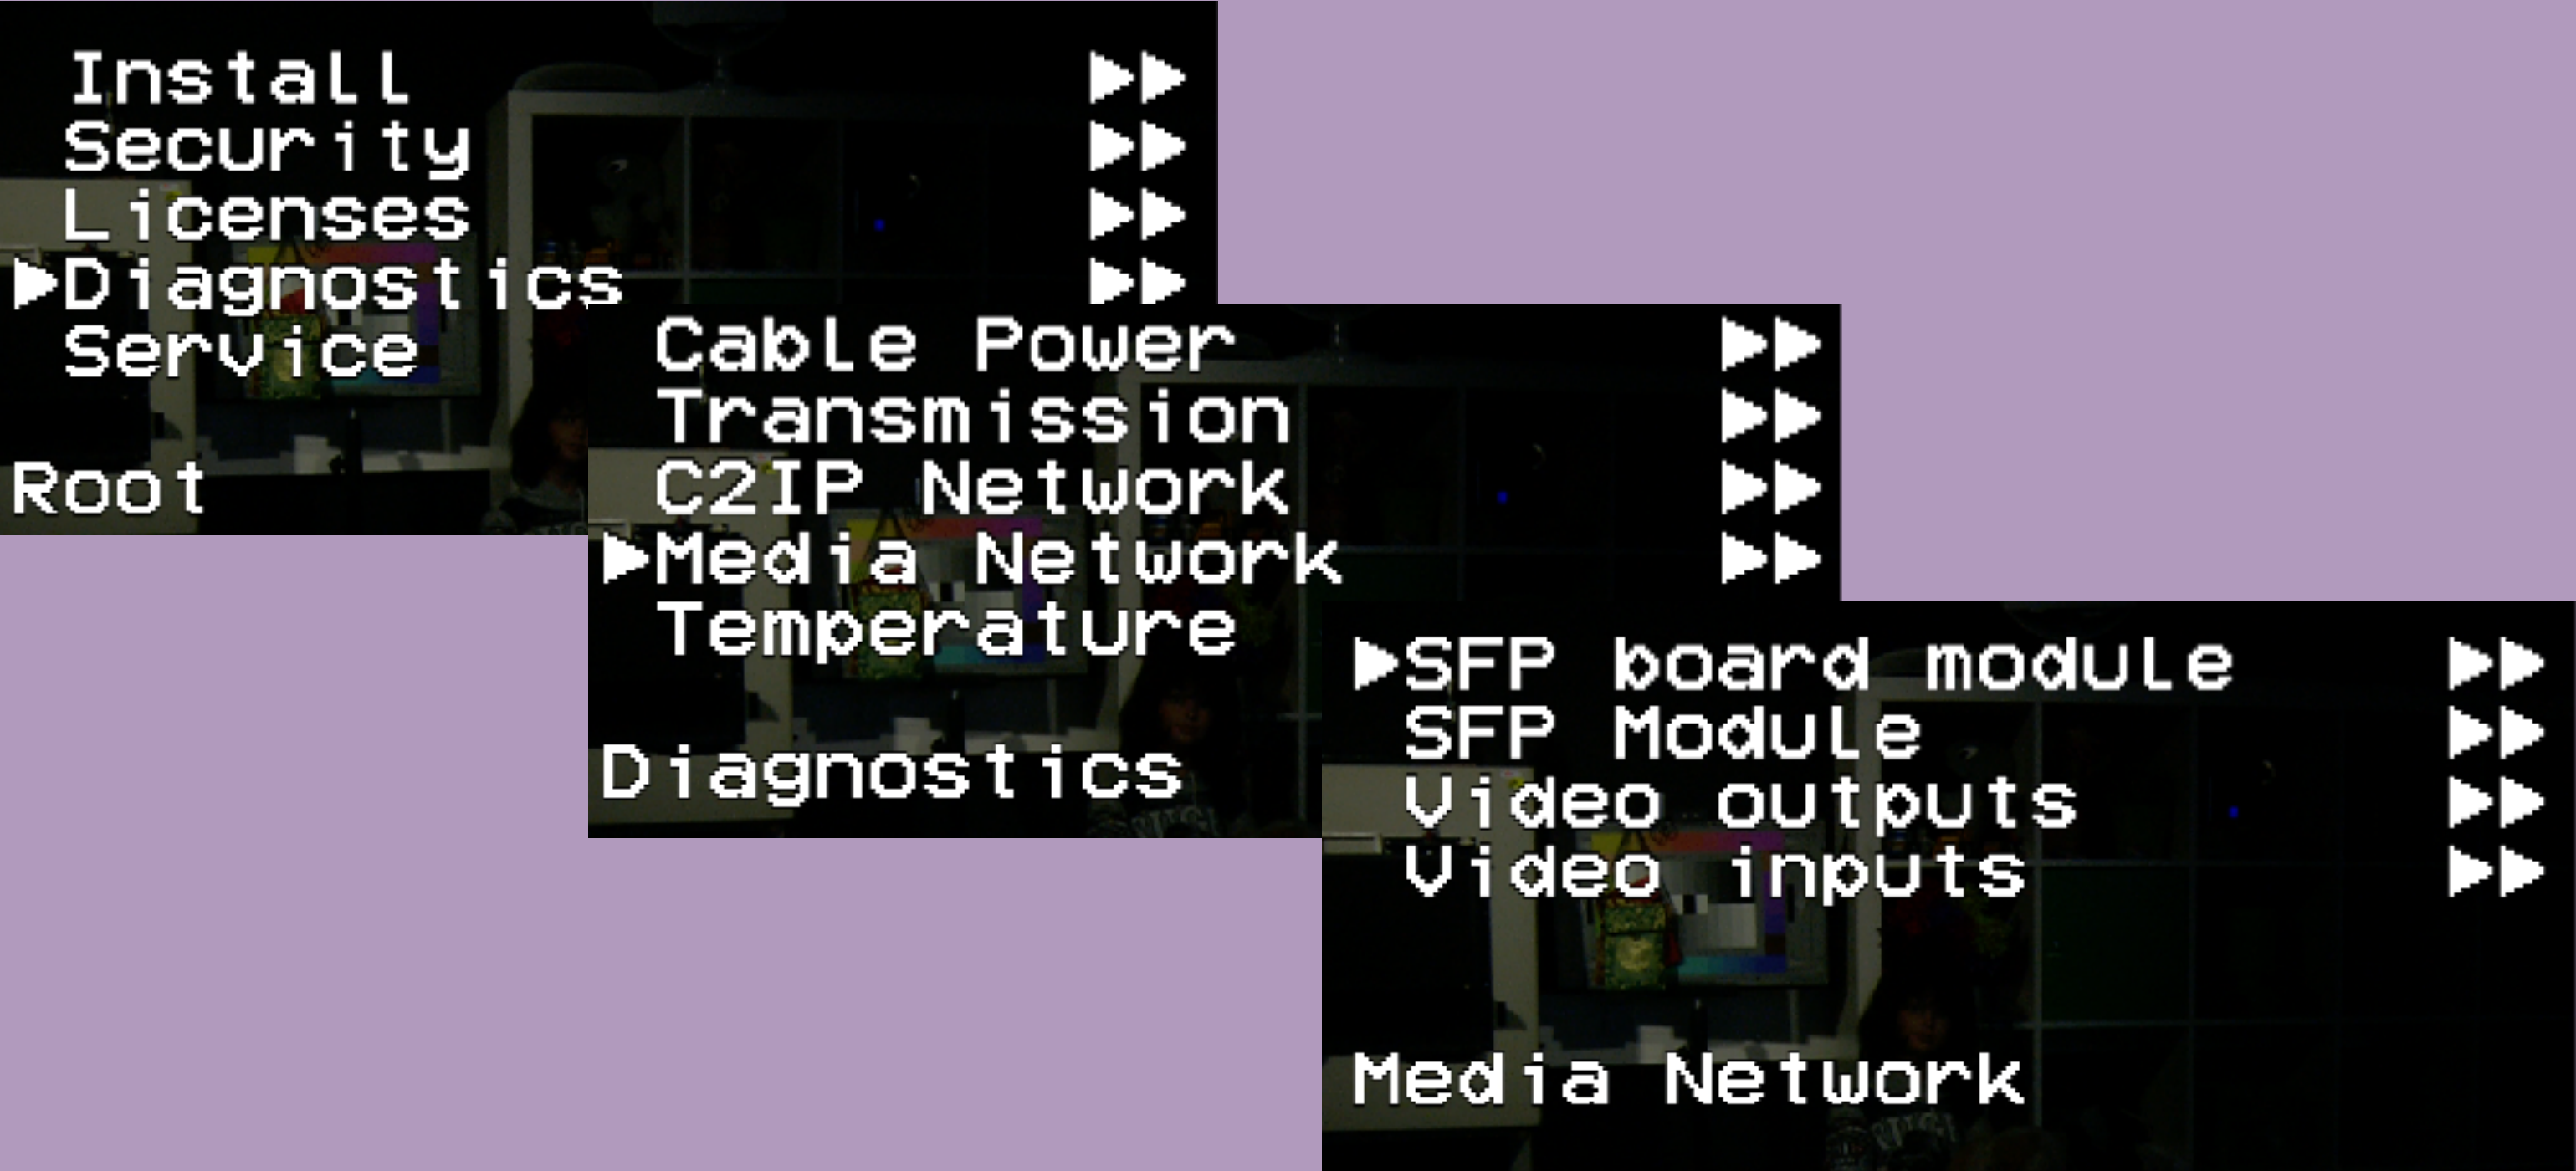 Install
Security
Licenses
Diagnostics
Service
Root
Cable Power
Transmission
C2IP Network
Media Network
Temperature
Diagnostics
SFP board module
SFP Module
Video outputs
Video inputs
Media Network